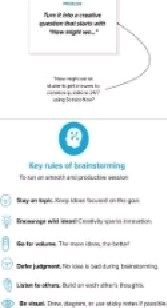 Turn it into a creative
question that starts with
"How might we..."
"How might we let
students get answers to
common questions 24/7
using Service Now?"
Key rules of brainstorming
To run an smooth and productive session
Stay on topic. Keep ideas focused on the goal.
Encourage wild ideas! Creativity sparks innovation.
Go for volume. The more ideas, the better!
Defer judgment. No idea is bad during brainstorming.
Listen to others. Build on each other's thoughts.
Be visual. Draw, diagram, or use sticky notes if possible.